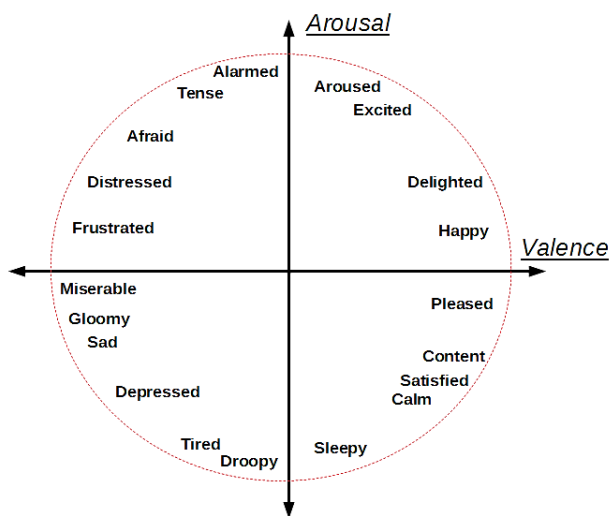 Arousal
Alarmed
Aroused
Tense
Excited
Afraid
Distressed
Delighted
Frustrated
Happy
Valence
Miserable
Pleased
Gloomy
Sad
Content
Satisfied
Depressed
Calm
Tired
Sleepy
Droopy